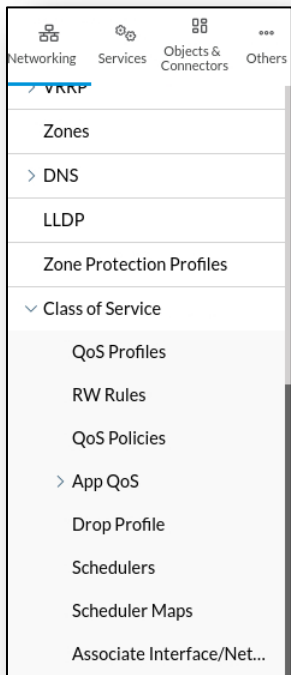 Networking Services Objects & Connectors Others
VRRP
Zones
DNS
LLDP
Zone Protection Profiles
Class of Service
QoS Profiles
RW Rules
QoS Policies
App QoS
Drop Profile
Schedulers
Scheduler Maps
Associate Interface/Net...